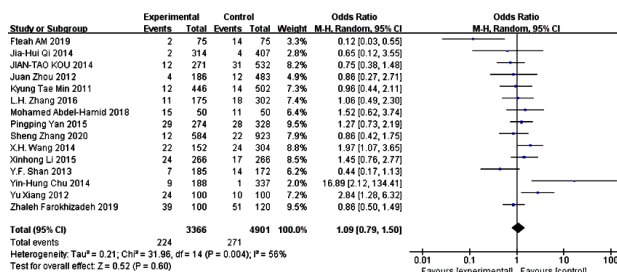 Experimental Control Odds Ratio Odds Ratio
Study or Subgroup Events Total Events Total Weight M-H, Random, 95% CI M-H, Random, 95% CI
Fteah AM 2019 2 75 14 75 3.3% 0.12 [0.03, 0.55]
Jia-Hui Qi 2014 2 314 4 407 2.8% 0.65 [0.12, 3.55]
JIAN-TAO KOU 2014 12 271 31 532 8.9% 0.75 [0.38, 1.48]
Juan Zhou 2012 4 186 12 483 5.2% 0.86 [0.27, 2.71]
Kyung Tae Min 2011 12 446 14 502 8.0% 0.96 [0.44, 2.11]
L.H. Zhang 2016 11 175 18 302 8.1% 1.06 [0.49, 2.30]
Mohamed Abdel-Hamid 2018 15 50 11 50 7.0% 1.52 [0.62, 3.74]
Pingping Yan 2015 29 274 28 328 9.7% 1.27 [0.73, 2.19]
Sheng Zhang 2020 12 584 22 923 8.6% 0.86 [0.42, 1.75]
X.H. Wang 2014 22 152 24 304 9.2% 1.97 [1.07, 3.65]
Xinhong Li 2015 24 266 17 266 8.9% 1.45 [0.76, 2.77]
Y.F. Shan 2013 7 185 14 172 6.6% 0.44 [0.17, 1.13]
Yin-Hung Chu 2014 9 188 1 337 2.1% 16.89 [2.12, 134.41]
Yu Xiang 2012 24 100 10 100 7.8% 2.84 [1.28, 6.32]
Zhaleh Farokhizadeh 2019 39 100 51 120 9.8% 0.86 [0.50, 1.49]
Total (95% CI) 3366 4901 100.0% 1.09 [0.79, 1.50]
Total events 224 271
Heterogeneity: Tau² = 0.21; Chi² = 31.96, df = 14 (P = 0.004); I² = 56%
Test for overall effect: Z = 0.52 (P = 0.60)
0.01 0.1 1 10 100
Favours [experimental] Favours [control]